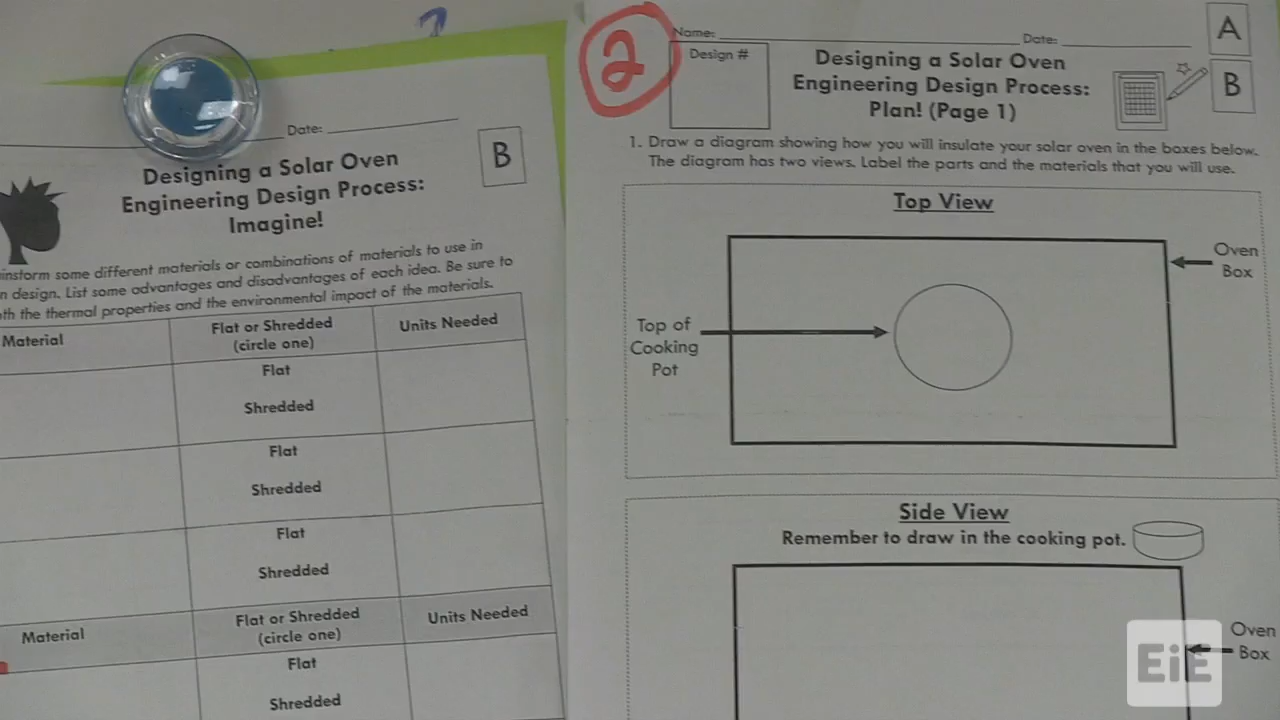 Date:
B
Designing a Solar Oven
Engineering Design Process:
Imagine!
some different materials or combinations of materials to use in
design. List some advantages and disadvantages of each idea. Be sure to
the thermal properties and the environmental impact of the materials.
Material
Flat or Shredded
(circle one)
Units Needed
Flat
Shredded
Flat
Shredded
Flat
Shredded
Material
Flat or Shredded
(circle one)
Units Needed
Flat
Shredded
2
Name:
Date:
A
B
Design #
Designing a Solar Oven
Engineering Design Process:
Plan! (Page 1)
1. Draw a diagram showing how you will insulate your solar oven in the boxes below.
The diagram has two views. Label the parts and the materials that you will use.
Top View
Oven
Box
Top of
Cooking
Pot
Side View
Remember to draw in the cooking pot.
Oven
Box
EiE